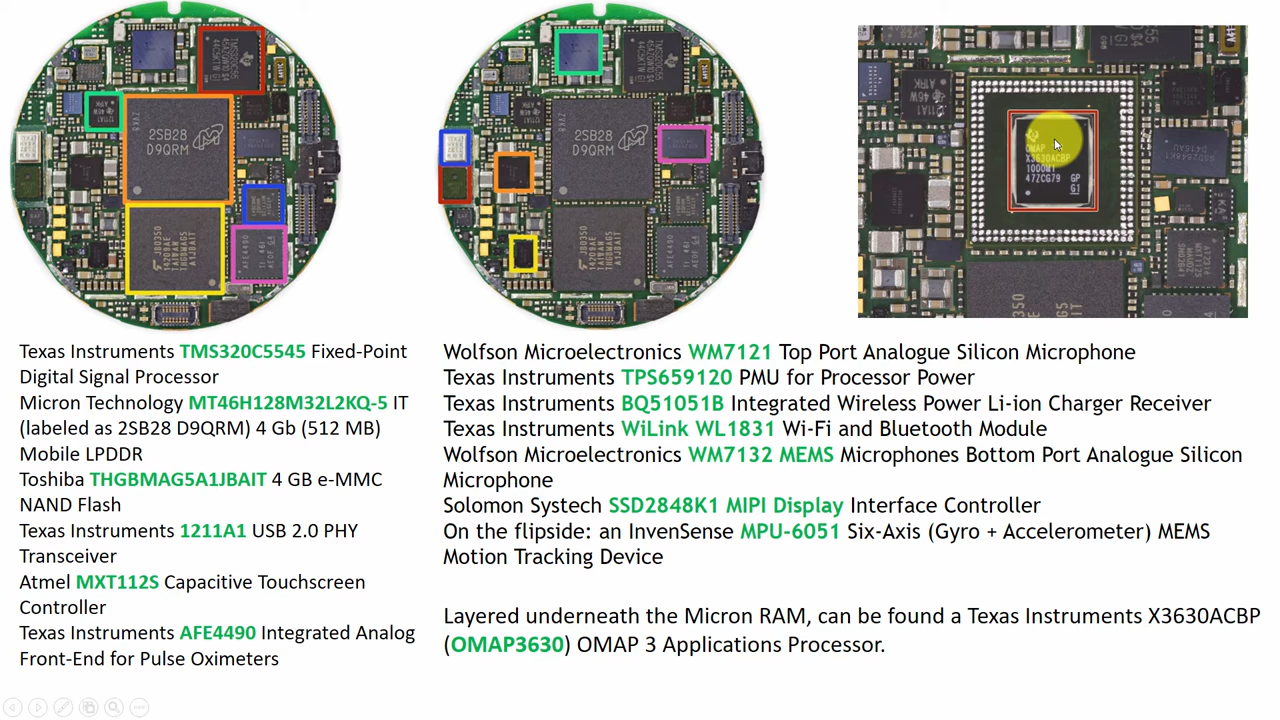 2SB28
D9QRM
2SB28
D9QRM
OMAP
X3630ACBP
1000M1
47ZCG79 GP
G1
Texas Instruments TMS320C5545 Fixed-Point
Digital Signal Processor
Micron Technology MT46H128M32L2KQ-5 IT
(labeled as 2SB28 D9QRM) 4 Gb (512 MB)
Mobile LPDDR
Toshiba THGBMAG5A1JBAIT 4 GB e-MMC
NAND Flash
Texas Instruments 1211A1 USB 2.0 PHY
Transceiver
Atmel MXT112S Capacitive Touchscreen
Controller
Texas Instruments AFE4490 Integrated Analog
Front-End for Pulse Oximeters
Wolfson Microelectronics WM7121 Top Port Analogue Silicon Microphone
Texas Instruments TPS659120 PMU for Processor Power
Texas Instruments BQ51051B Integrated Wireless Power Li-ion Charger Receiver
Texas Instruments WiLink WL1831 Wi-Fi and Bluetooth Module
Wolfson Microelectronics WM7132 MEMS Microphones Bottom Port Analogue Silicon
Microphone
Solomon Systech SSD2848K1 MIPI Display Interface Controller
On the flipside: an InvenSense MPU-6051 Six-Axis (Gyro + Accelerometer) MEMS
Motion Tracking Device
Layered underneath the Micron RAM, can be found a Texas Instruments X3630ACBP
(OMAP3630) OMAP 3 Applications Processor.